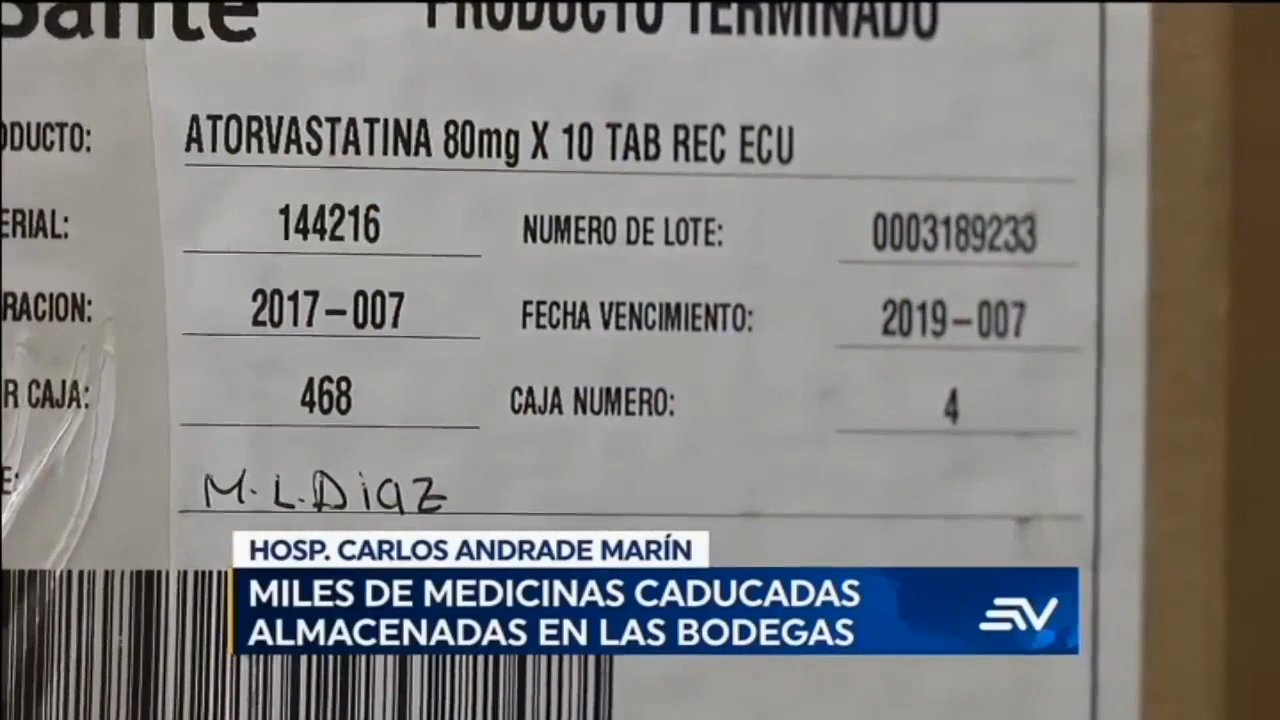 Santé
PRODUCTO TERMINADO
ODUCTO: ATORVASTATINA 80mg X 10 TAB REC ECU
ERIAL: 144216 NUMERO DE LOTE: 0003189233
RACION: 2017-007 FECHA VENCIMIENTO: 2019-007
R CAJA: 468 CAJA NUMERO: 4
E: M.L.Diaz
HOSP. CARLOS ANDRADE MARÍN
MILES DE MEDICINAS CADUCADAS
ALMACENADAS EN LAS BODEGAS
EV